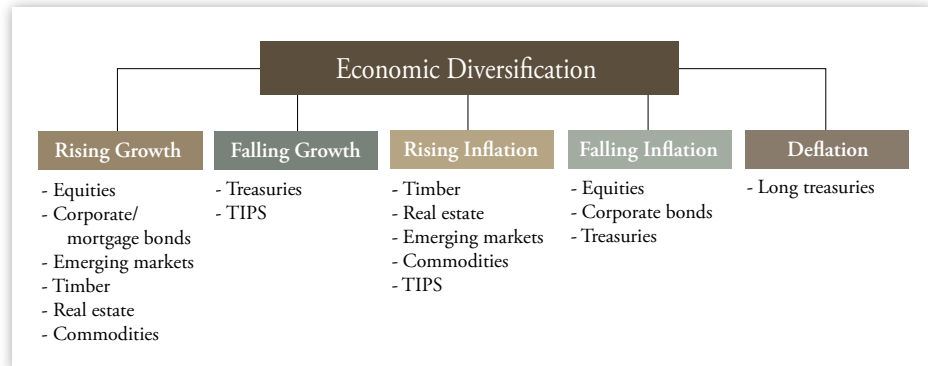 Economic Diversification
Rising Growth
- Equities
- Corporate/
mortgage bonds
- Emerging markets
- Timber
- Real estate
- Commodities
Falling Growth
- Treasuries
- TIPS
Rising Inflation
- Timber
- Real estate
- Emerging markets
- Commodities
- TIPS
Falling Inflation
- Equities
- Corporate bonds
- Treasuries
Deflation
- Long treasuries